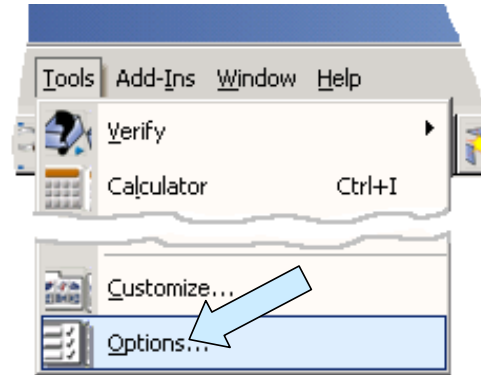 Tools Add-Ins Window Help
Verify
Calculator Ctrl+I
Customize...
Options...